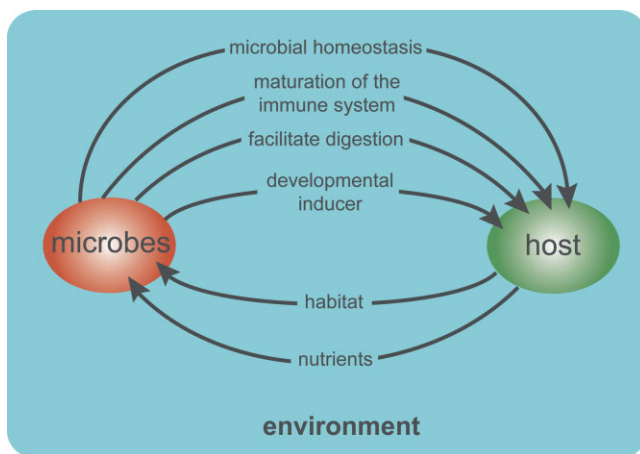 microbial homeostasis
maturation of the
immune system
facilitate digestion
developmental
inducer
microbes
host
habitat
nutrients
environment